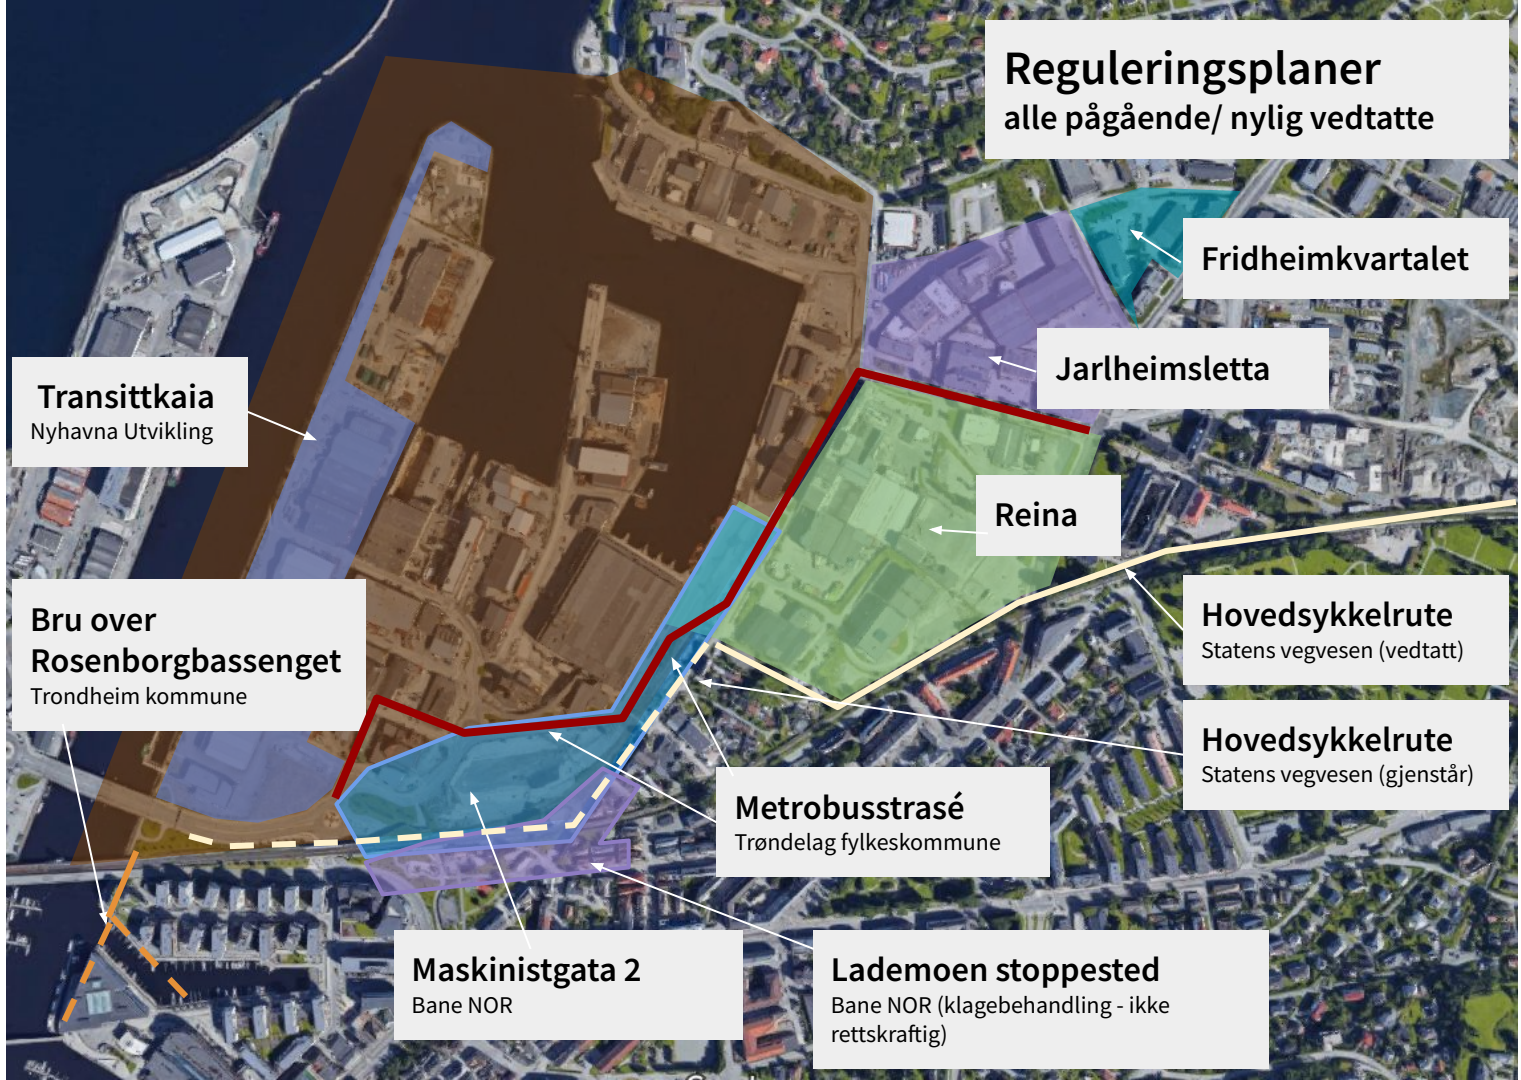 Reguleringsplaner
alle pågående/ nylig vedtatte
Fridheimkvartalet
Jarlheimsletta
Transittkaia
Nyhavna Utvikling
Reina
Bru over
Rosenborgbassenget
Trondheim kommune
Hovedsykkelrute
Statens vegvesen (vedtatt)
Hovedsykkelrute
Statens vegvesen (gjenstår)
Metrobusstrasé
Trøndelag fylkeskommune
Maskinistgata 2
Bane NOR
Lademoen stoppested
Bane NOR (klagebehandling - ikke
rettskraftig)